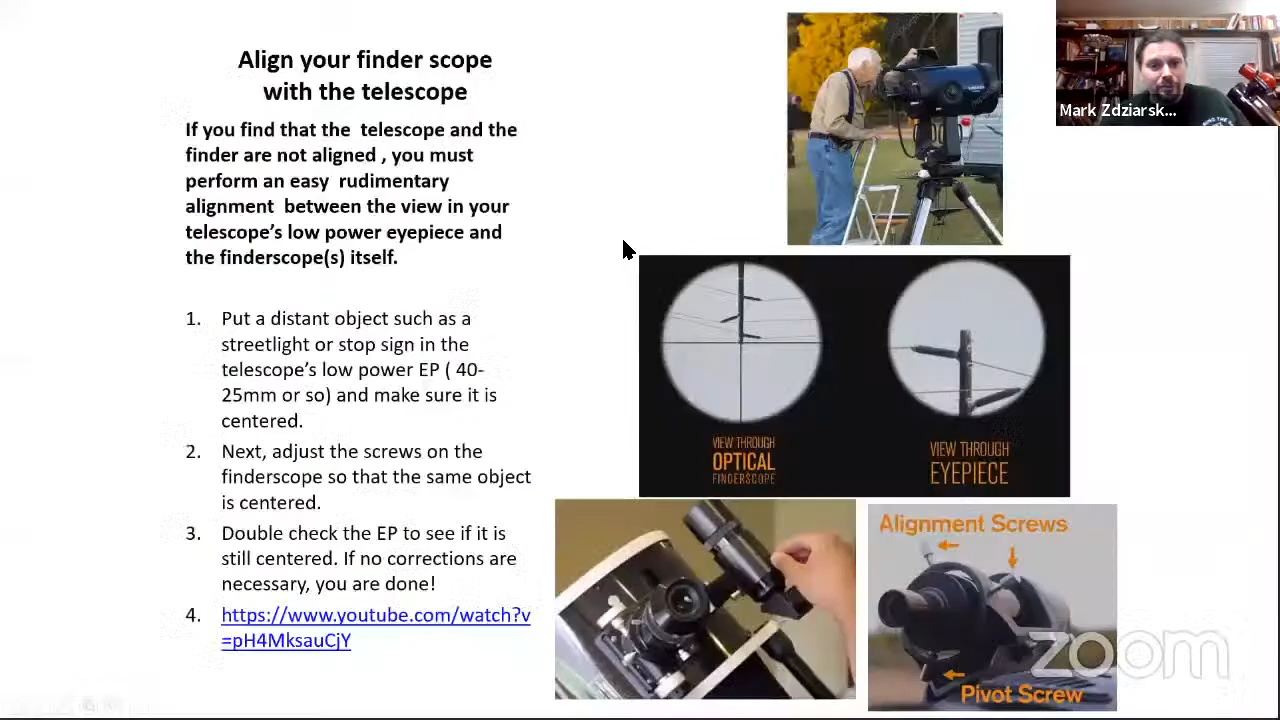 Align your finder scope
with the telescope
If you find that the  telescope and the
finder are not aligned , you must
perform an easy  rudimentary
alignment  between the view in your
telescope’s low power eyepiece and
the finderscope(s) itself.
1. Put a distant object such as a
streetlight or stop sign in the
telescope’s low power EP ( 40-
25mm or so) and make sure it is
centered.
2. Next, adjust the screws on the
finderscope so that the same object
is centered.
3. Double check the EP to see if it is
still centered. If no corrections are
necessary, you are done!
4. https://www.youtube.com/watch?v
=pH4MksauCjY
Mark Zdziarsk...
VIEW THROUGH
OPTICAL
FINDERSCOPE
VIEW THROUGH
EYEPIECE
Alignment Screws
Pivot Screw
zoom